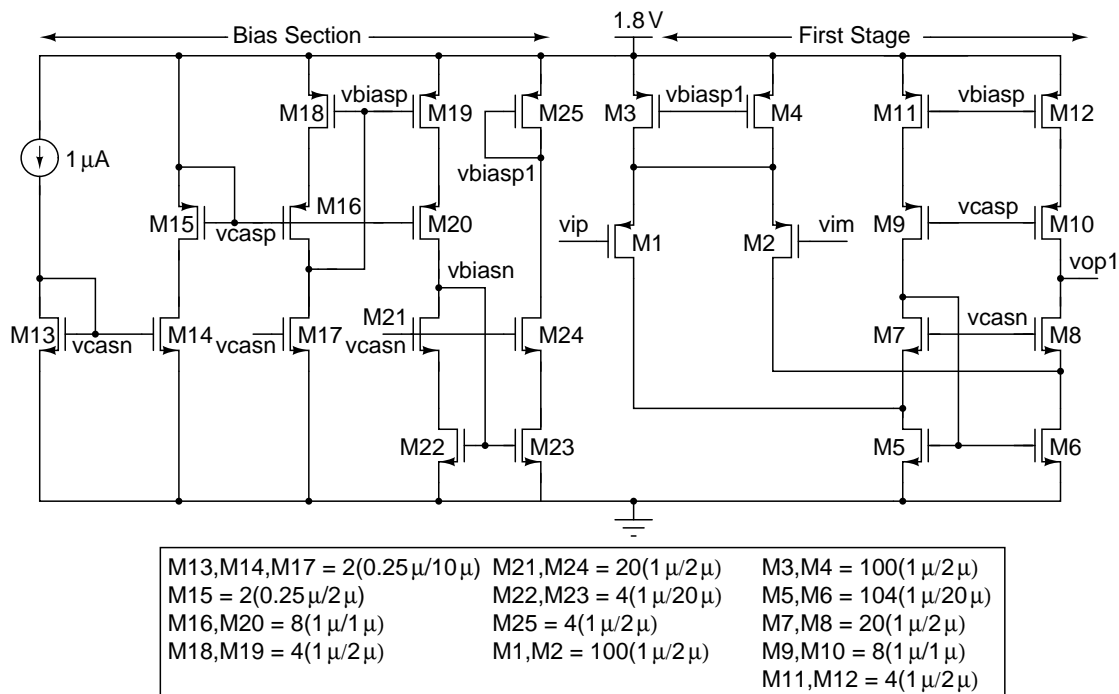 1.8 V
Bias Section
First Stage
M18
vbiasp
M19
M25
M3
vbiasp1
M4
M11
vbiasp
M12
1 μA
vbiasp1
M15
vcasp
M16
M20
vip
M1
M2
vim
M9
vcasp
M10
vbiasn
vop1
M13
vcasn
M14
vcasn
M17
M21
vcasn
M24
M7
vcasn
M8
M22
M23
M5
M6
M13,M14,M17 = 2(0.25 μ/10 μ)
M15 = 2(0.25 μ/2 μ)
M16,M20 = 8(1 μ/1 μ)
M18,M19 = 4(1 μ/2 μ)
M21,M24 = 20(1 μ/2 μ)
M22,M23 = 4(1 μ/20 μ)
M25 = 4(1 μ/2 μ)
M1,M2 = 100(1 μ/2 μ)
M3,M4 = 100(1 μ/2 μ)
M5,M6 = 104(1 μ/20 μ)
M7,M8 = 20(1 μ/2 μ)
M9,M10 = 8(1 μ/1 μ)
M11,M12 = 4(1 μ/2 μ)